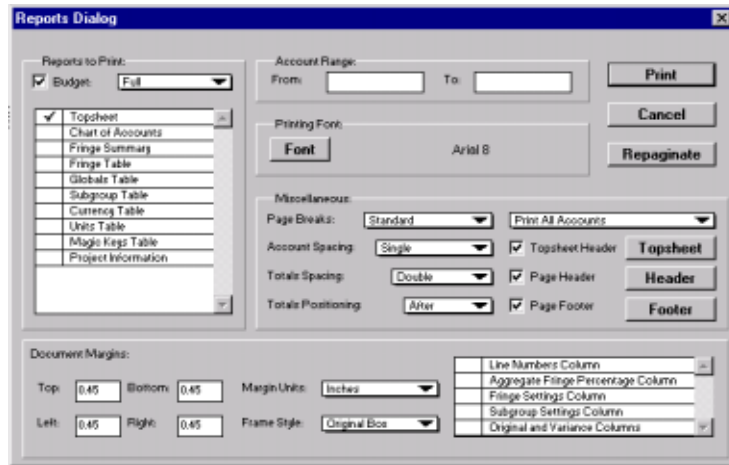 Reports Dialog
Reports to Print:
Budget: Full
Topsheet
Chart of Accounts
Fringe Summary
Fringe Table
Globals Table
Subgroup Table
Currency Table
Units Table
Magic Keys Table
Project Information
Account Range:
From: To:
Printing Font:
Font Arial 8
Print
Cancel
Repaginate
Miscellaneous:
Page Breaks: Standard Print All Accounts
Account Spacing: Single Topsheet Header Topsheet
Totals Spacing: Double Page Header Header
Totals Positioning: After Page Footer Footer
Document Margins:
Top: 0.45 Bottom: 0.45 Margin Units: Inches
Left: 0.45 Right: 0.45 Frame Style: Original Box
Line Numbers Column
Aggregate Fringe Percentage Column
Fringe Settings Column
Subgroup Settings Column
Original and Variance Columns